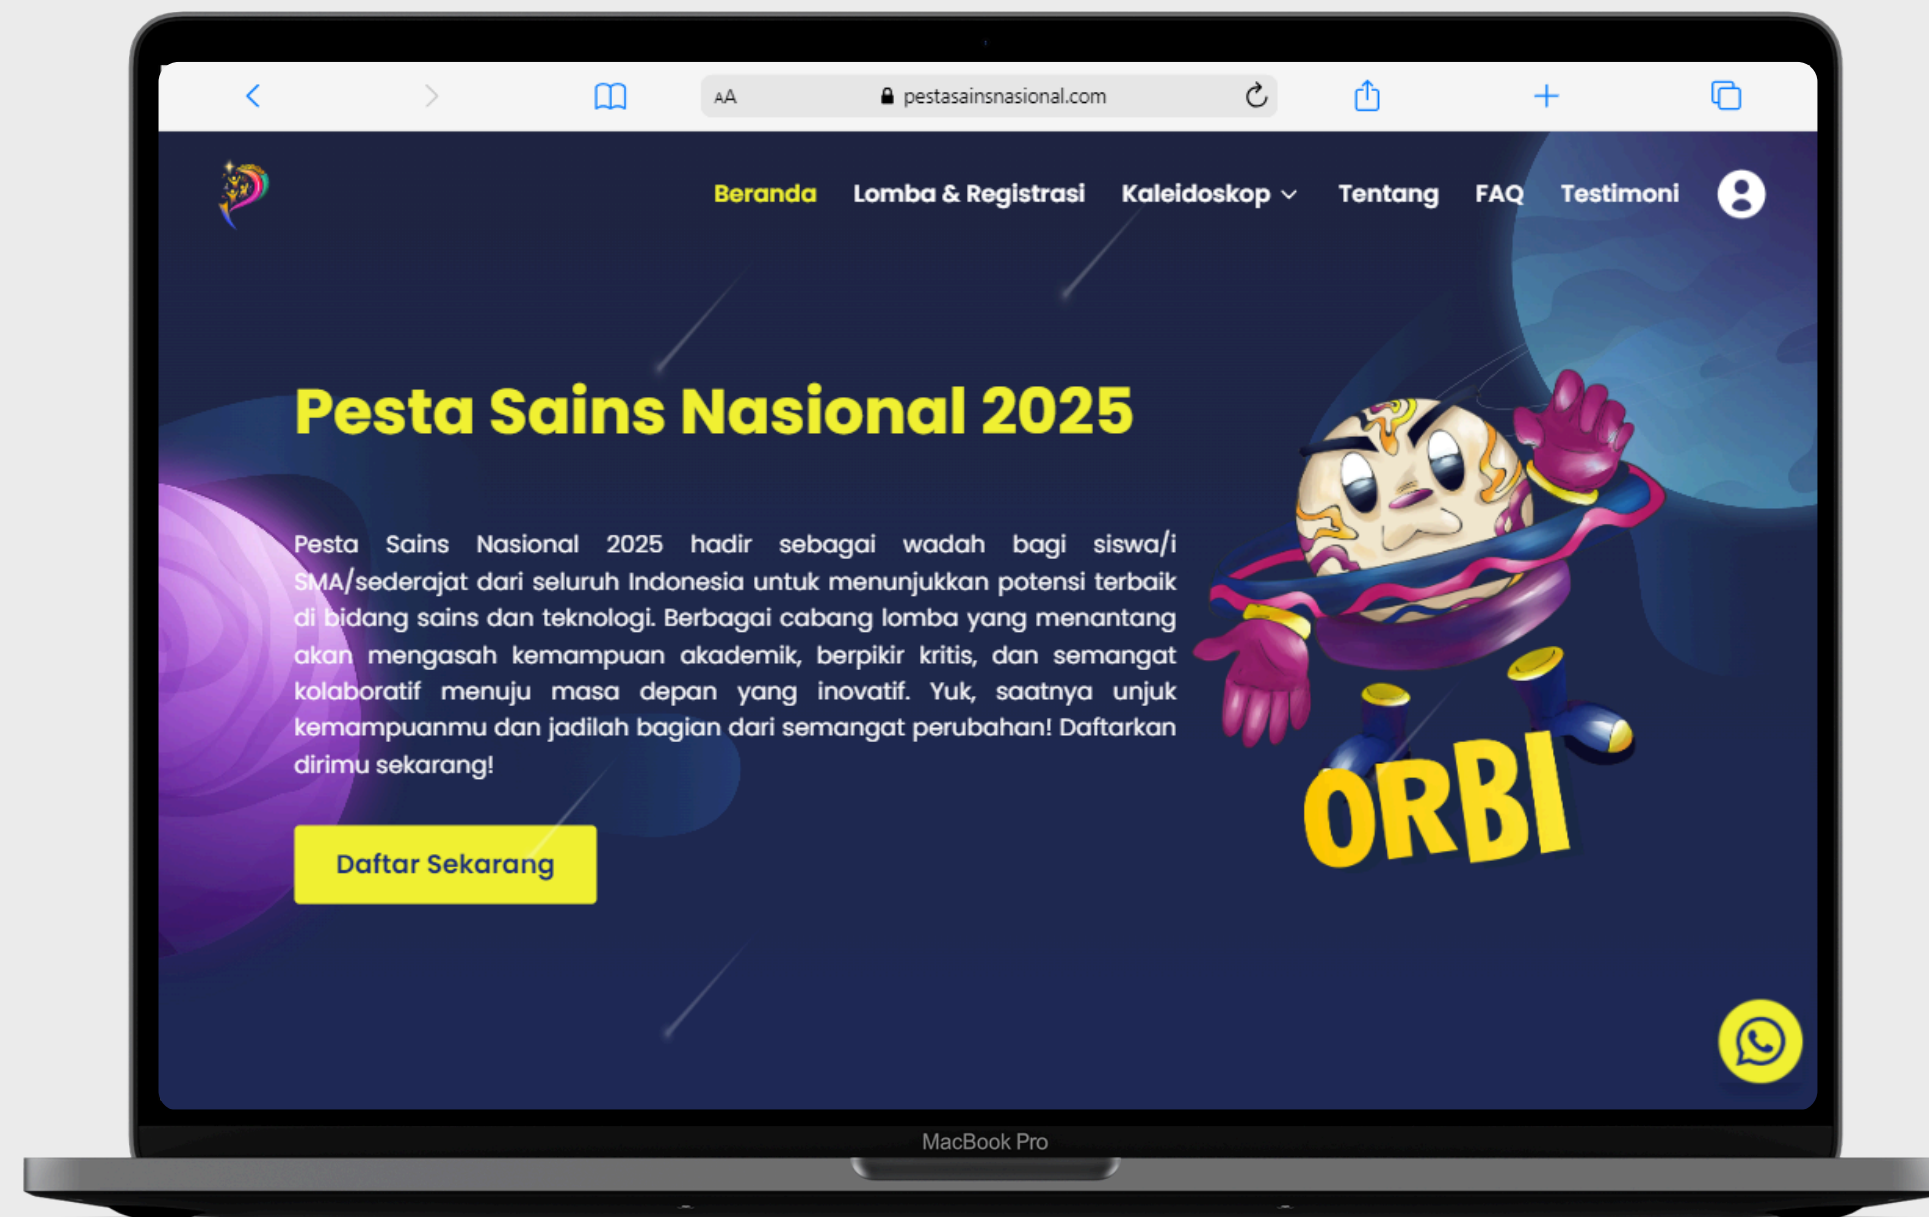 AA
pestasainsnasional.com
Beranda Lomba & Registrasi Kaleidoskop Tentang FAQ Testimoni
Pesta Sains Nasional 2025
Pesta Sains Nasional 2025 hadir sebagai wadah bagi siswa/i
SMA/sederajat dari seluruh Indonesia untuk menunjukkan potensi terbaik
di bidang sains dan teknologi. Berbagai cabang lomba yang menantang
akan mengasah kemampuan akademik, berpikir kritis, dan semangat
kolaboratif menuju masa depan yang inovatif. Yuk, saatnya unjuk
kemampuanmu dan jadilah bagian dari semangat perubahan! Daftarkan
dirimu sekarang!
Daftar Sekarang
ORBI
MacBook Pro